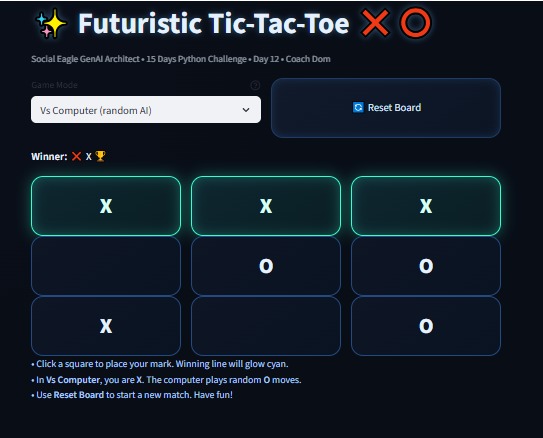 ✨ Futuristic Tic-Tac-Toe ❌ ⭕
Social Eagle GenAI Architect • 15 Days Python Challenge • Day 12 • Coach Dom
Game Mode
Vs Computer (random AI)
🔄 Reset Board
Winner: ❌ X 🏆
X X X
O O
X O
• Click a square to place your mark. Winning line will glow cyan.
• In Vs Computer, you are X. The computer plays random O moves.
• Use Reset Board to start a new match. Have fun!